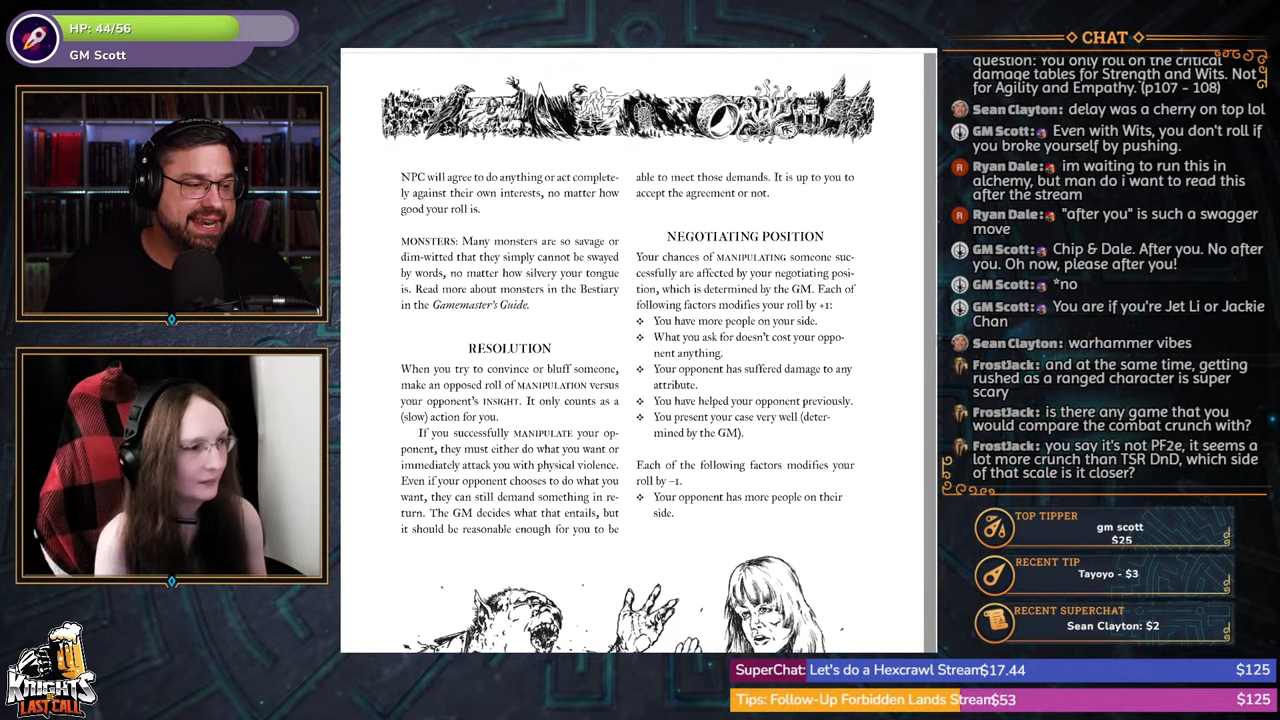 HP: 44/56
GM Scott
NPC will agree to do anything or act complete-
ly against their own interests, no matter how
good your roll is.
MONSTERS: Many monsters are so savage or
dim-witted that they simply cannot be swayed
by words, no matter how silvery your tongue
is. Read more about monsters in the Bestiary
in the Gamemaster's Guide.
RESOLUTION
When you try to convince or bluff someone,
make an opposed roll of MANIPULATION versus
your opponent's INSIGHT. It only counts as a
(slow) action for you.
If you successfully MANIPULATE your op-
ponent, they must either do what you want or
immediately attack you with physical violence.
Even if your opponent chooses to do what you
want, they can still demand something in re-
turn. The GM decides what that entails, but
it should be reasonable enough for you to be
able to meet those demands. It is up to you to
accept the agreement or not.
NEGOTIATING POSITION
Your chances of MANIPULATING someone suc-
cessfully are affected by your negotiating posi-
tion, which is determined by the GM. Each of
following factors modifies your roll by +1:
❖ You have more people on your side.
❖ What you ask for doesn't cost your oppo-
nent anything.
❖ Your opponent has suffered damage to any
attribute.
❖ You have helped your opponent previously.
❖ You present your case very well (deter-
mined by the GM).
Each of the following factors modifies your
roll by –1.
❖ Your opponent has more people on their
side.
CHAT
question: You only roll on the critical
damage tables for Strength and Wits. Not
for Agility and Empathy. (p107 - 108)
Sean Clayton: delay was a cherry on top lol
GM Scott: Even with Wits, you don't roll if
you broke yourself by pushing.
Ryan Dale: im waiting to run this in
alchemy, but man do i want to read this
after the stream
Ryan Dale: "after you" is such a swagger
move
GM Scott: Chip & Dale. After you. No after
you. Oh now, please after you!
GM Scott: *no
GM Scott: You are if you're Jet Li or Jackie
Chan
Sean Clayton: warhammer vibes
FrostJack: and at the same time, getting
rushed as a ranged character is super
scary
FrostJack: is there any game that you
would compare the combat crunch with?
FrostJack: you say it's not PF2e, it seems a
lot more crunch than TSR DnD, which side
of that scale is it closer?
TOP TIPPER
gm scott
$25
RECENT TIP
Tayoyo - $3
RECENT SUPERCHAT
Sean Clayton: $2
KNIGHTS
OF
LAST CALL
SuperChat: Let's do a Hexcrawl Stream $17.44 $125
Tips: Follow-Up Forbidden Lands Stream $53 $125